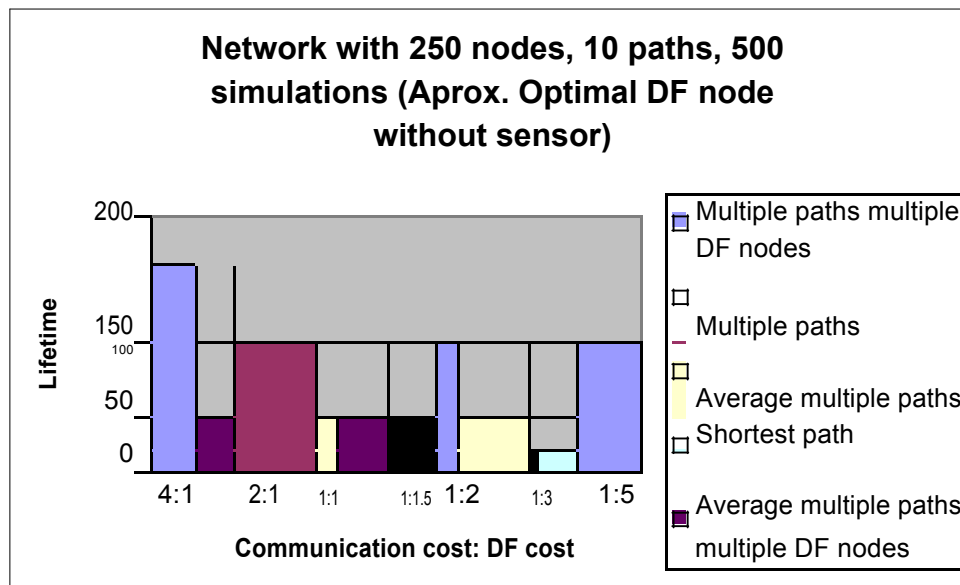 Network with 250 nodes, 10 paths, 500
simulations (Aprox. Optimal DF node
without sensor)
Lifetime
200
150
100
50
0
4:1 2:1 1:1 1:1.5 1:2 1:3 1:5
Communication cost: DF cost
Multiple paths multiple
DF nodes
Multiple paths
Average multiple paths
Shortest path
Average multiple paths
multiple DF nodes